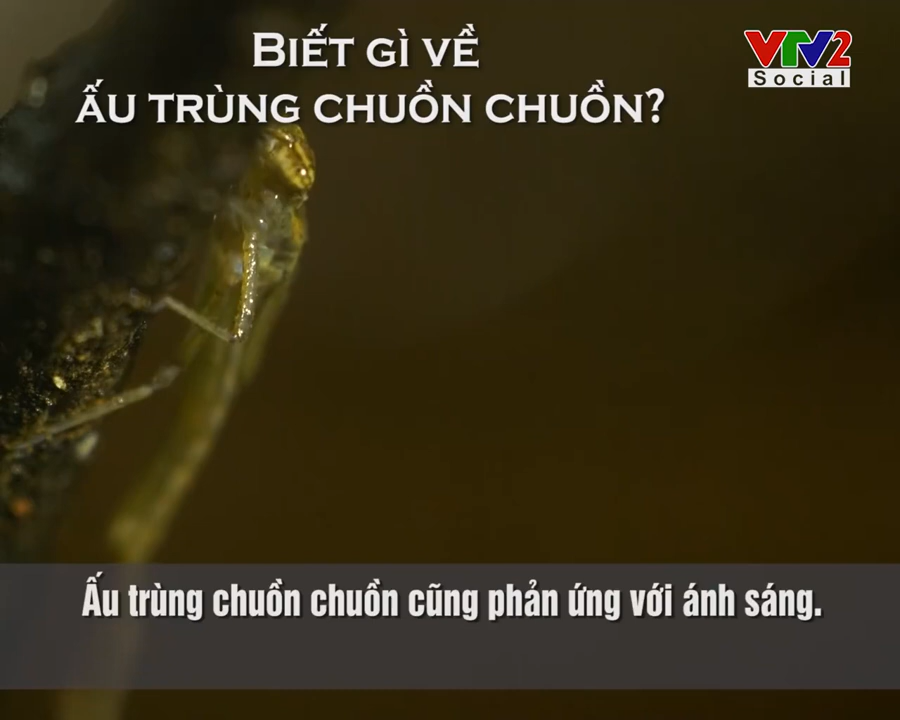 BIẾT GÌ VỀ
ẤU TRÙNG CHUỒN CHUỒN?
VTV2
Social
Ấu trùng chuồn chuồn cũng phản ứng với ánh sáng.